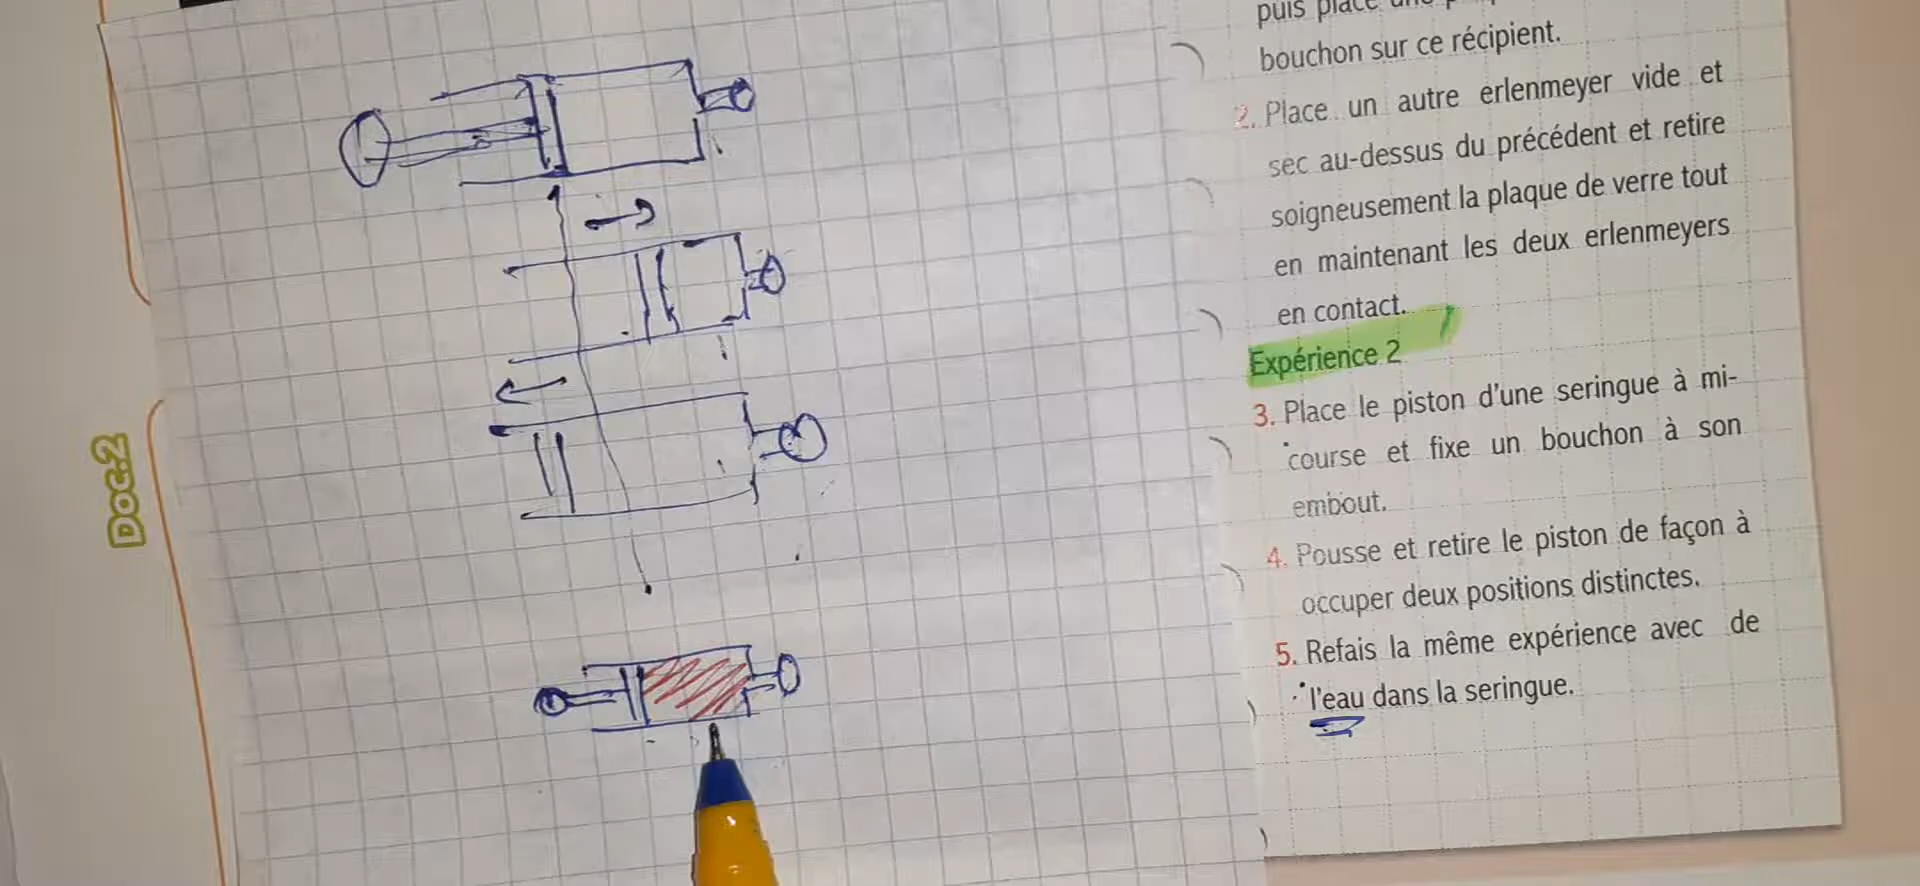 Doc.2
puis place
bouchon sur ce récipient.
2. Place un autre erlenmeyer vide et
sec au-dessus du précédent et retire
soigneusement la plaque de verre tout
en maintenant les deux erlenmeyers
en contact.
Expérience 2
3. Place le piston d'une seringue à mi-
course et fixe un bouchon à son
embout.
4. Pousse et retire le piston de façon à
occuper deux positions distinctes.
5. Refais la même expérience avec de
l'eau dans la seringue.